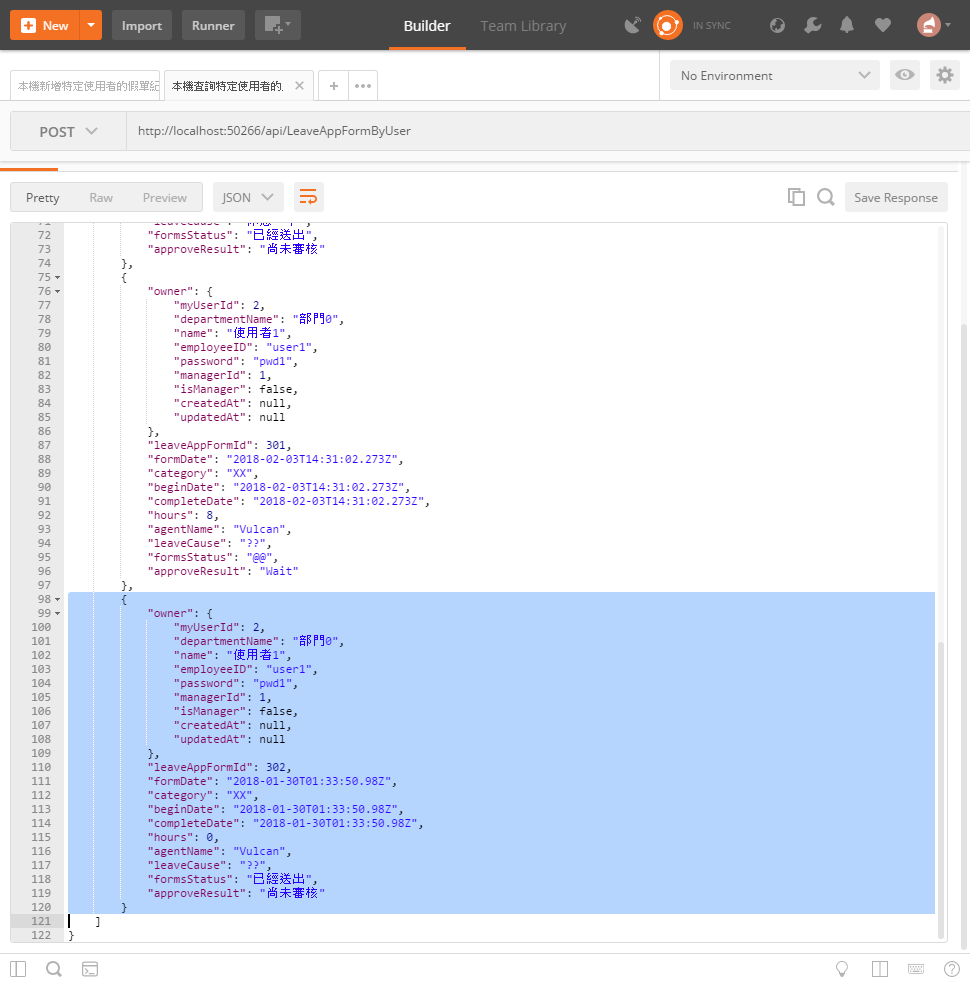 New Import Runner Builder Team Library IN SYNC
本機新增特定使用者的假單紀 本機查詢特定使用者的 No Environment
POST http://localhost:50266/api/LeaveAppFormByUser
Pretty Raw Preview JSON Save Response
72 "formsStatus": "已經送出",
73 "approveResult": "尚未審核"
74 },
75 {
76 "owner": {
77 "myUserId": 2,
78 "departmentName": "部門0",
79 "name": "使用者1",
80 "employeeID": "user1",
81 "password": "pwd1",
82 "managerId": 1,
83 "isManager": false,
84 "createdAt": null,
85 "updatedAt": null
86 },
87 "leaveAppFormId": 301,
88 "formDate": "2018-02-03T14:31:02.273Z",
89 "category": "XX",
90 "beginDate": "2018-02-03T14:31:02.273Z",
91 "completeDate": "2018-02-03T14:31:02.273Z",
92 "hours": 8,
93 "agentName": "Vulcan",
94 "leaveCause": "??",
95 "formsStatus": "@@",
96 "approveResult": "Wait"
97 },
98 {
99 "owner": {
100 "myUserId": 2,
101 "departmentName": "部門0",
102 "name": "使用者1",
103 "employeeID": "user1",
104 "password": "pwd1",
105 "managerId": 1,
106 "isManager": false,
107 "createdAt": null,
108 "updatedAt": null
109 },
110 "leaveAppFormId": 302,
111 "formDate": "2018-01-30T01:33:50.98Z",
112 "category": "XX",
113 "beginDate": "2018-01-30T01:33:50.98Z",
114 "completeDate": "2018-01-30T01:33:50.98Z",
115 "hours": 0,
116 "agentName": "Vulcan",
117 "leaveCause": "??",
118 "formsStatus": "已經送出",
119 "approveResult": "尚未審核"
120 }
121 ]
122 }